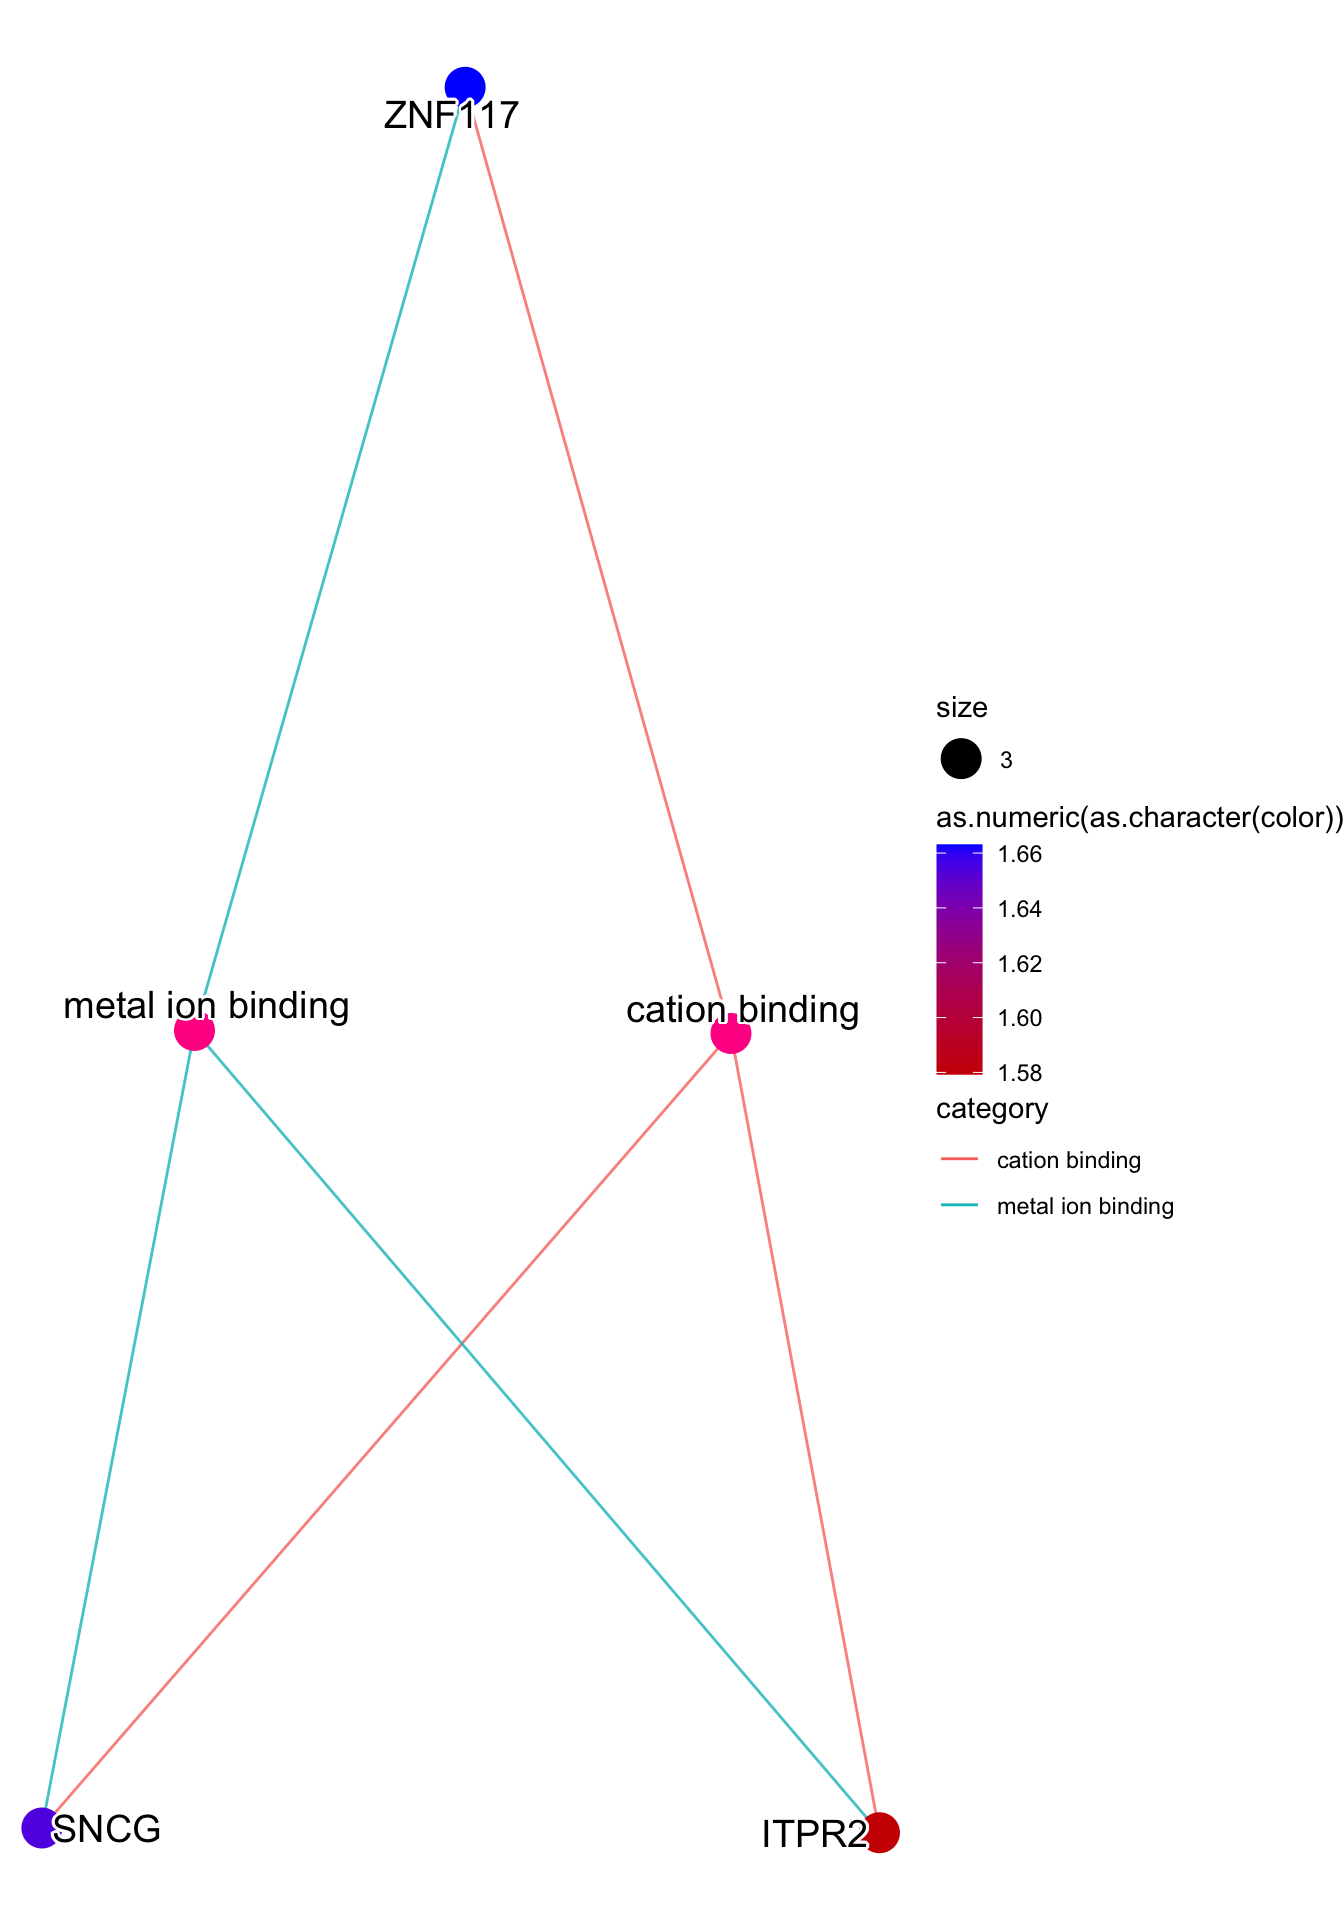 ZNF117
size
3
as.numeric(as.character(color))
1.66
1.64
1.62
1.60
1.58
metal ion binding
cation binding
category
cation binding
metal ion binding
SNCG
ITPR2